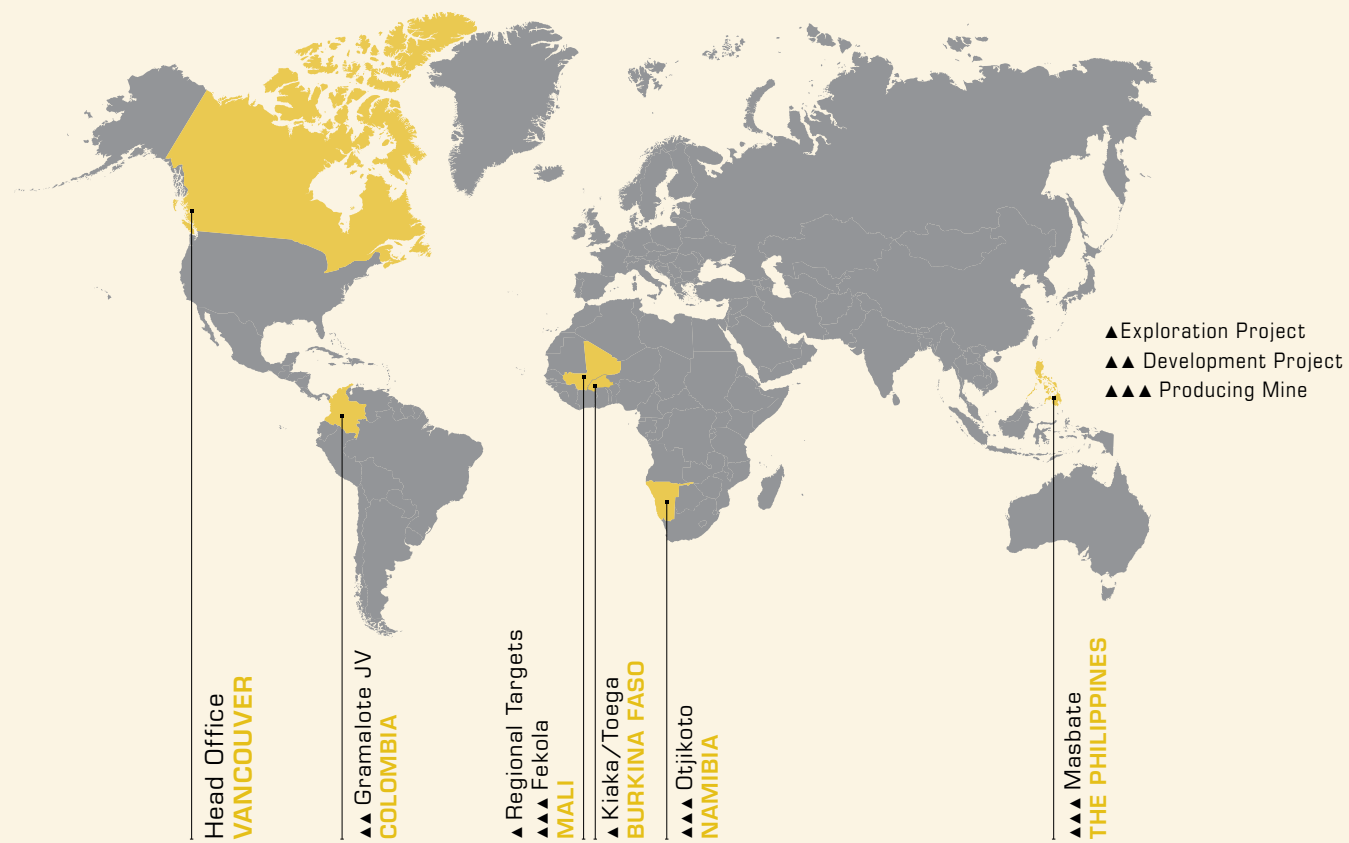 ▲Exploration Project
▲▲ Development Project
▲▲▲ Producing Mine
Head Office
VANCOUVER
▲▲ Gramalote JV
COLOMBIA
▲ Regional Targets
▲▲▲ Fekola
MALI
▲ Kiaka/Toega
BURKINA FASO
▲▲▲ Otjikoto
NAMIBIA
▲▲▲ Masbate
THE PHILIPPINES